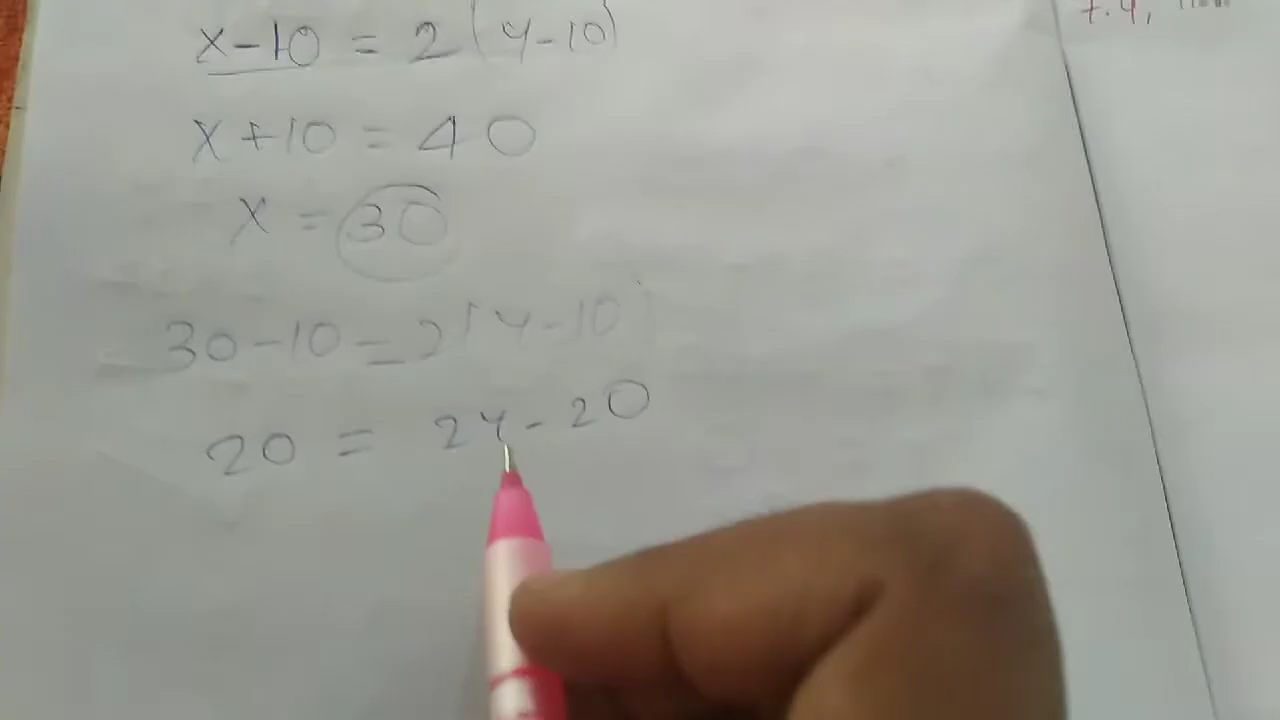 x-10 = 2(y-10)
x+10 = 40
x = 30
30-10=2(y-10)
20 = 2y-20